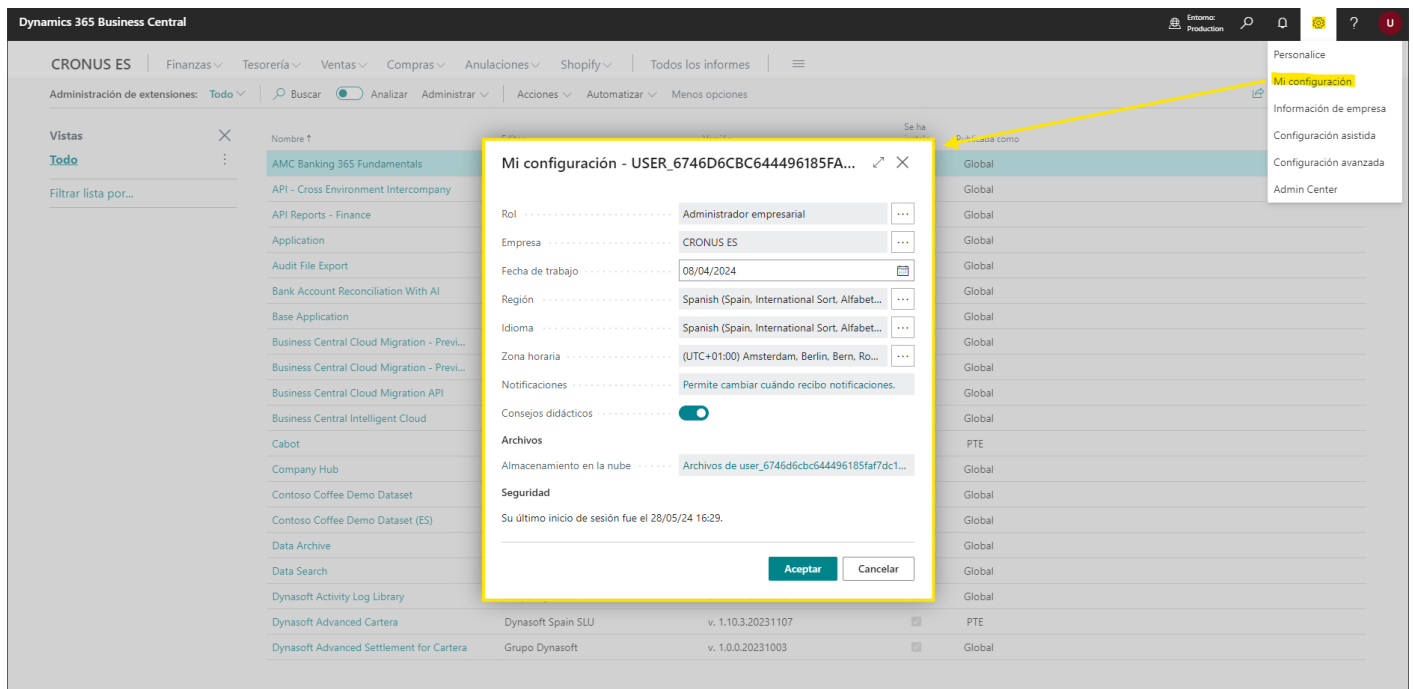 Dynamics 365 Business Central
Entorno:
Production
?
U
CRONUS ES
Finanzas
Tesorería
Ventas
Compras
Anulaciones
Shopify
Todos los informes
Personalice
Mi configuración
Información de empresa
Configuración asistida
Configuración avanzada
Admin Center
Administración de extensiones: Todo
Buscar
Analizar
Administrar
Acciones
Automatizar
Menos opciones
Vistas
Todo
Filtrar lista por...
Nombre ↑
Se ha
Publicada como
AMC Banking 365 Fundamentals Global
API - Cross Environment Intercompany Global
API Reports - Finance Global
Application Global
Audit File Export Global
Bank Account Reconciliation With AI Global
Base Application Global
Business Central Cloud Migration - Previ... Global
Business Central Cloud Migration - Previ... Global
Business Central Cloud Migration API Global
Business Central Intelligent Cloud Global
Cabot PTE
Company Hub Global
Contoso Coffee Demo Dataset Global
Contoso Coffee Demo Dataset (ES) Global
Data Archive Global
Data Search Global
Dynasoft Activity Log Library Global
Dynasoft Advanced Cartera Dynasoft Spain SLU v. 1.10.3.20231107 PTE
Dynasoft Advanced Settlement for Cartera Grupo Dynasoft v. 1.0.0.20231003 Global
Mi configuración - USER_6746D6CBC644496185FA...
Rol Administrador empresarial
Empresa CRONUS ES
Fecha de trabajo 08/04/2024
Región Spanish (Spain, International Sort, Alfabet...
Idioma Spanish (Spain, International Sort, Alfabet...
Zona horaria (UTC+01:00) Amsterdam, Berlin, Bern, Ro...
Notificaciones Permite cambiar cuándo recibo notificaciones.
Consejos didácticos
Archivos
Almacenamiento en la nube Archivos de user_6746d6cbc644496185faf7dc1...
Seguridad
Su último inicio de sesión fue el 28/05/24 16:29.
Aceptar
Cancelar